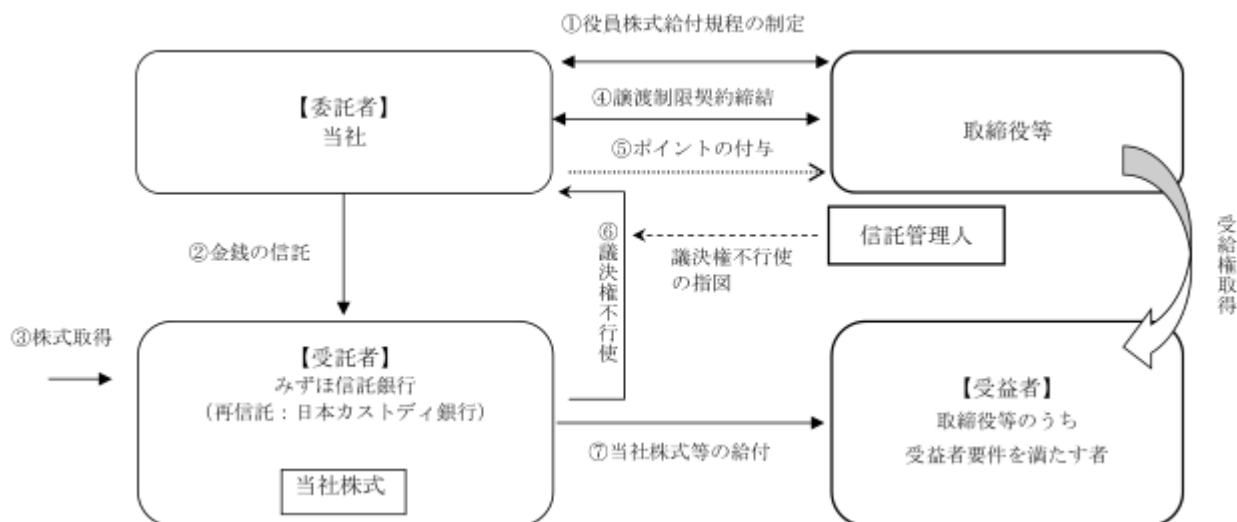 ①役員株式給付規程の制定
【委託者】
当社
④譲渡制限契約締結
取締役等
⑤ポイントの付与
②金銭の信託
⑥議決権不行使
議決権不行使
の指図
信託管理人
受給権取得
③株式取得
【受託者】
みずほ信託銀行
（再信託：日本カストディ銀行）
当社株式
⑦当社株式等の給付
【受益者】
取締役等のうち
受益者要件を満たす者